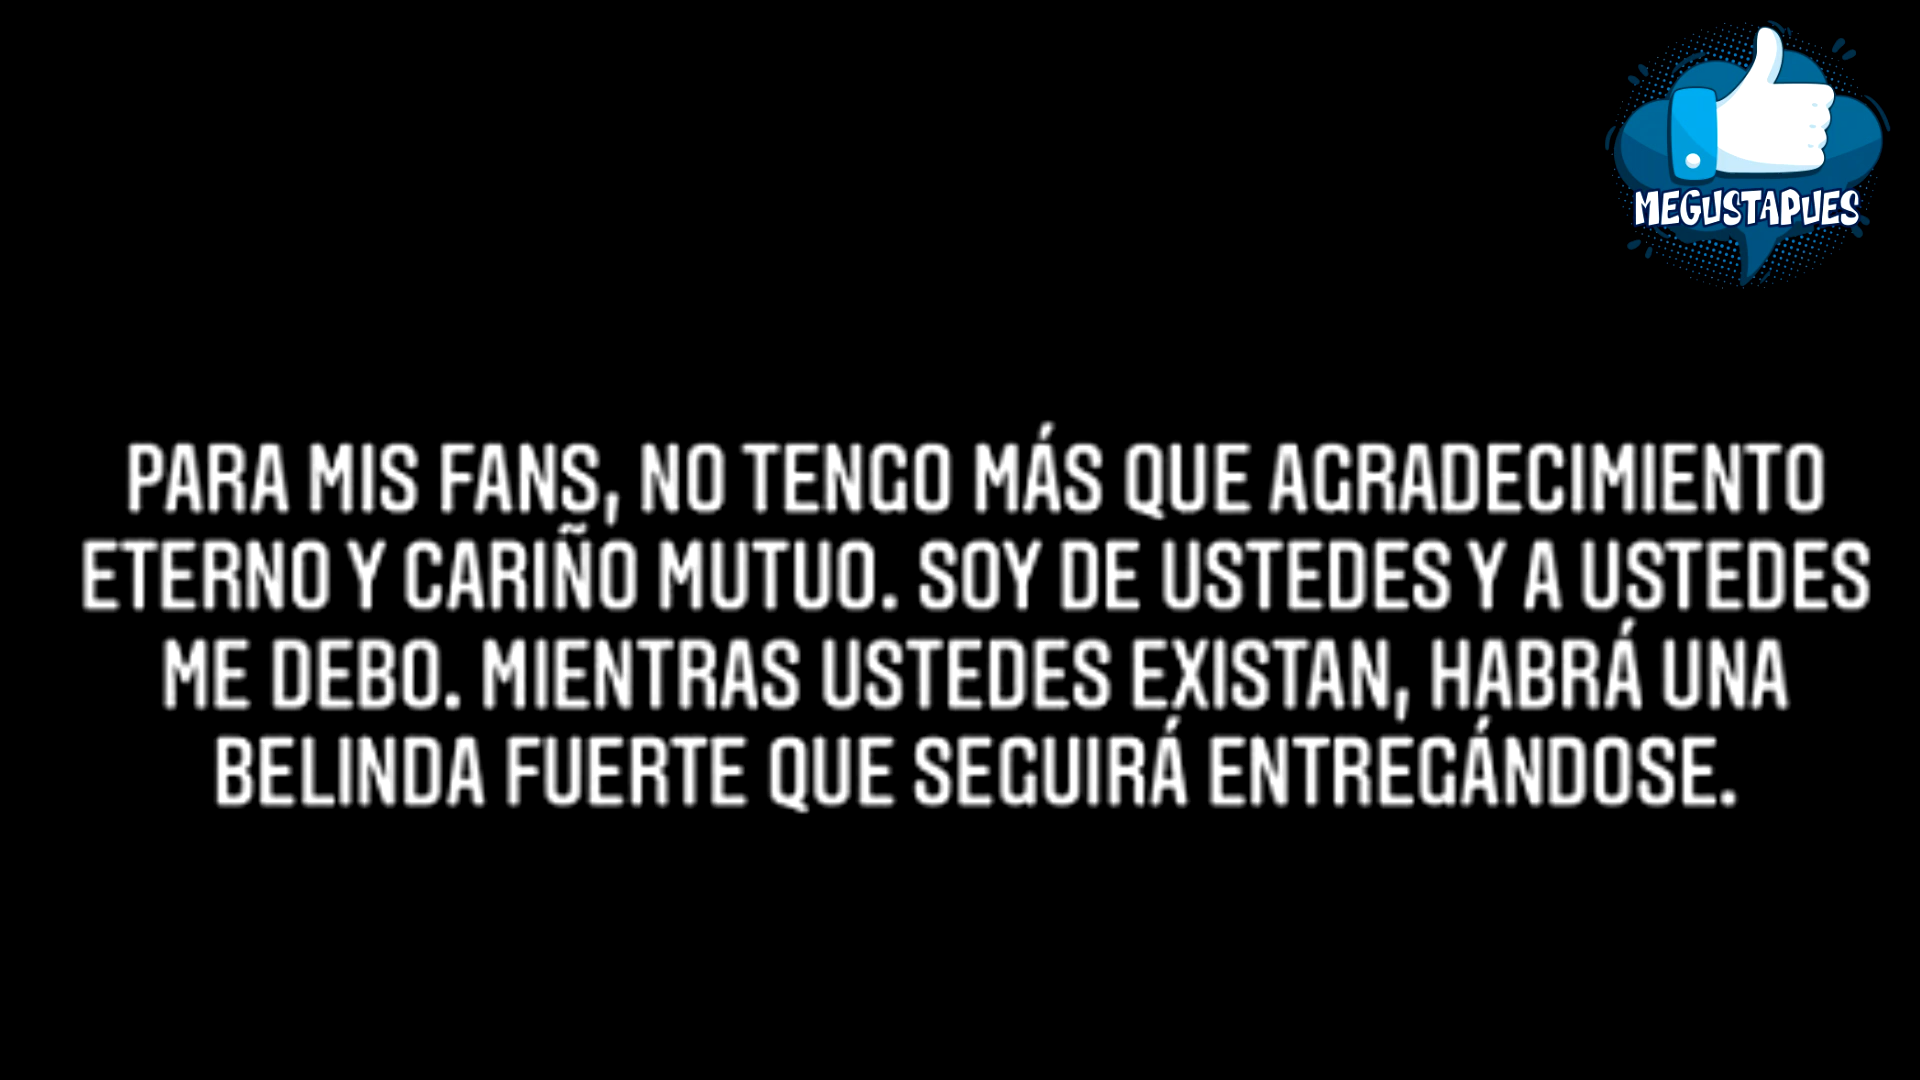 MEGUSTAPUES
PARA MIS FANS, NO TENGO MÁS QUE AGRADECIMIENTO
ETERNO Y CARIÑO MUTUO. SOY DE USTEDES Y A USTEDES
ME DEBO. MIENTRAS USTEDES EXISTAN, HABRÁ UNA
BELINDA FUERTE QUE SEGUIRÁ ENTREGÁNDOSE.